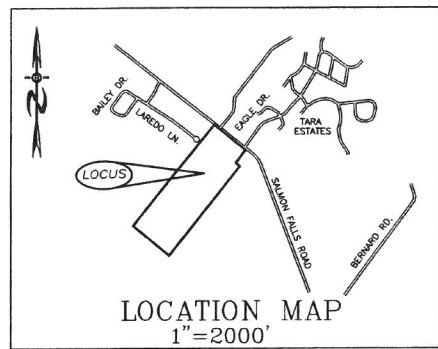 BAILEY DR.
LAREDO LN.
EAGLE DR.
TARA
ESTATES
LOCUS
SALMON FALLS
ROAD
BERNARD RD.
N
LOCATION MAP
1"=2000'